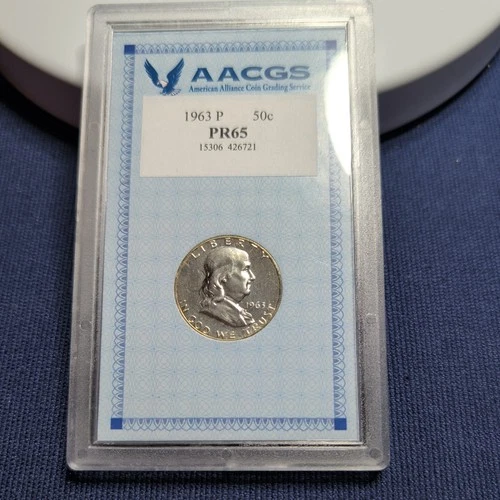 AACGS
American Alliance Coin Grading Service
1963 P 50c
PR65
15306 426721
LIBERTY
1963
IN GOD WE TRUST